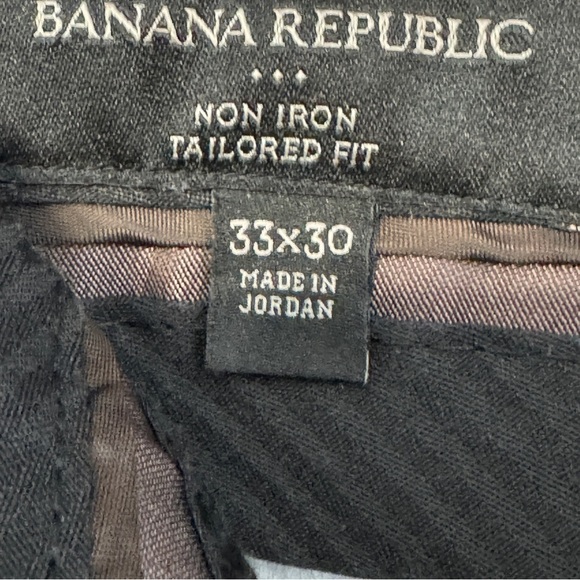 BANANA REPUBLIC
NON IRON
TAILORED FIT
33x30
MADE IN
JORDAN